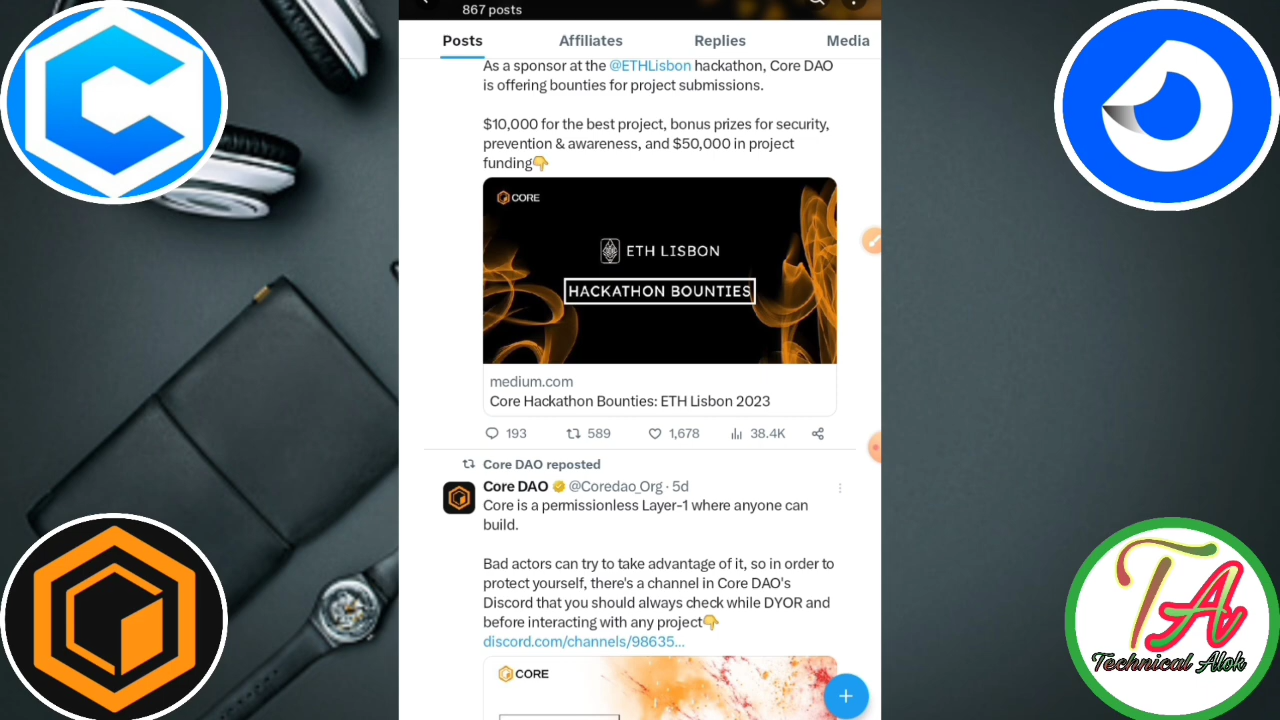 867 posts
Posts Affiliates Replies Media
As a sponsor at the @ETHLisbon hackathon, Core DAO
is offering bounties for project submissions.
$10,000 for the best project, bonus prizes for security,
prevention & awareness, and $50,000 in project
funding👇
CORE
ETH LISBON
HACKATHON BOUNTIES
medium.com
Core Hackathon Bounties: ETH Lisbon 2023
193 589 1,678 38.4K
Core DAO reposted
Core DAO @Coredao_Org · 5d
Core is a permissionless Layer-1 where anyone can
build.
Bad actors can try to take advantage of it, so in order to
protect yourself, there's a channel in Core DAO's
Discord that you should always check while DYOR and
before interacting with any project👇
discord.com/channels/98635...
CORE
TA
Technical Alok